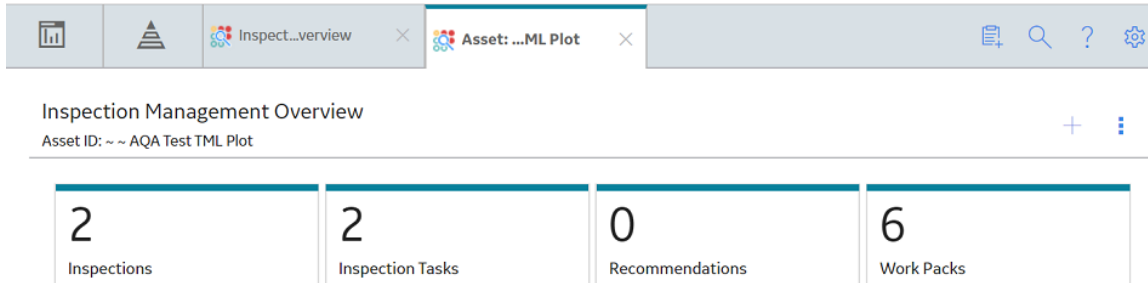 Inspect...verview
Asset: ...ML Plot
Inspection Management Overview
Asset ID: ~ ~ AQA Test TML Plot
2
Inspections
2
Inspection Tasks
0
Recommendations
6
Work Packs